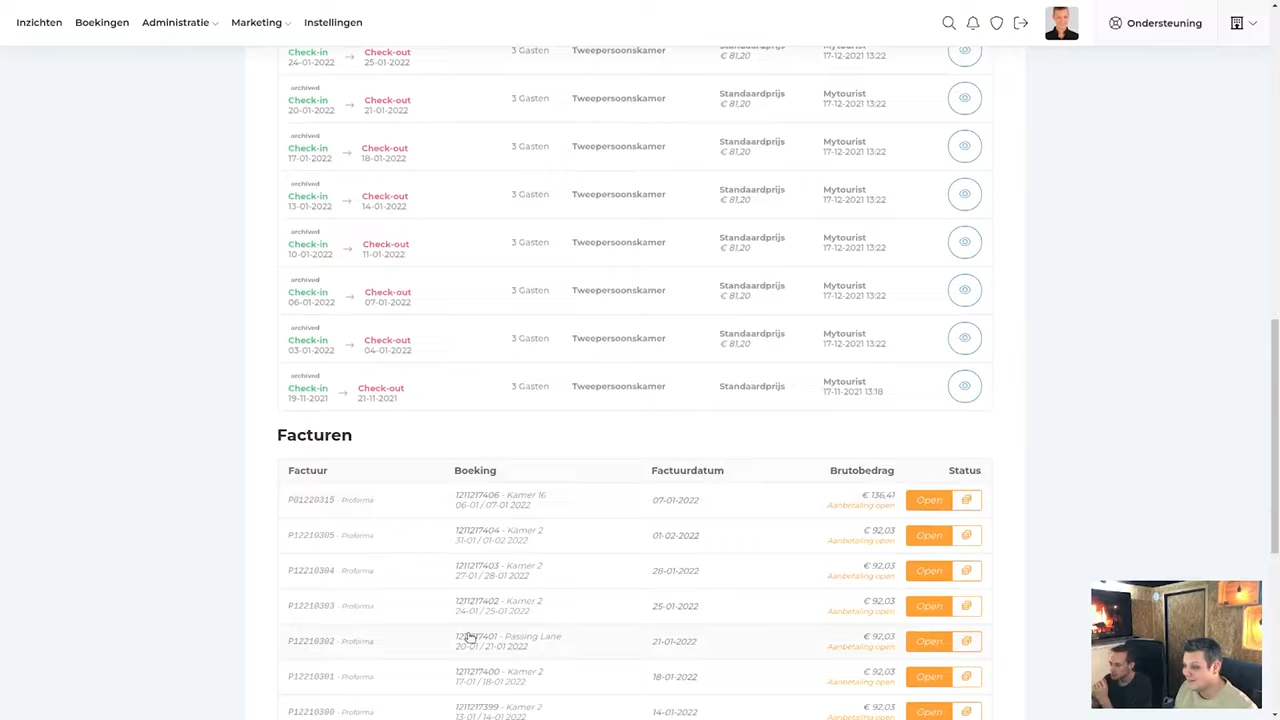 Inzichten Boekingen Administratie Marketing Instellingen Ondersteuning
Check-in Check-out 3 Gasten Tweepersoonskamer Standaardprijs Mytourist
24-01-2022 25-01-2022 € 81,20 17-12-2021 13:22
archived
Check-in Check-out 3 Gasten Tweepersoonskamer Standaardprijs Mytourist
20-01-2022 21-01-2022 € 81,20 17-12-2021 13:22
archived
Check-in Check-out 3 Gasten Tweepersoonskamer Standaardprijs Mytourist
17-01-2022 18-01-2022 € 81,20 17-12-2021 13:22
archived
Check-in Check-out 3 Gasten Tweepersoonskamer Standaardprijs Mytourist
13-01-2022 14-01-2022 € 81,20 17-12-2021 13:22
archived
Check-in Check-out 3 Gasten Tweepersoonskamer Standaardprijs Mytourist
10-01-2022 11-01-2022 € 81,20 17-12-2021 13:22
archived
Check-in Check-out 3 Gasten Tweepersoonskamer Standaardprijs Mytourist
06-01-2022 07-01-2022 € 81,20 17-12-2021 13:22
archived
Check-in Check-out 3 Gasten Tweepersoonskamer Standaardprijs Mytourist
03-01-2022 04-01-2022 € 81,20 17-12-2021 13:22
archived
Check-in Check-out 3 Gasten Tweepersoonskamer Standaardprijs Mytourist
19-11-2021 21-11-2021 17-11-2021 13:18
Facturen
Factuur Boeking Factuurdatum Brutobedrag Status
P01220315 - Proforma 1211217406 - Kamer 16 07-01-2022 € 136,41 Open
06-01 / 07-01 2022 Aanbetaling open
P12210305 - Proforma 1211217404 - Kamer 2 01-02-2022 € 92,03 Open
31-01 / 01-02 2022 Aanbetaling open
P12210304 - Proforma 1211217403 - Kamer 2 28-01-2022 € 92,03 Open
27-01 / 28-01 2022 Aanbetaling open
P12210303 - Proforma 1211217402 - Kamer 2 25-01-2022 € 92,03 Open
24-01 / 25-01 2022 Aanbetaling open
P12210302 - Proforma - Passing Lane 21-01-2022 € 92,03 Open
20-01 / 21-01 2022 Aanbetaling open
P12210301 - Proforma 1211217400 - Kamer 2 18-01-2022 € 92,03 Open
17-01 / 18-01 2022 Aanbetaling open
P12210300 - Proforma 1211217399 - Kamer 2 14-01-2022 € 92,03 Open
13-01 / 14-01 2022 Aanbetaling open